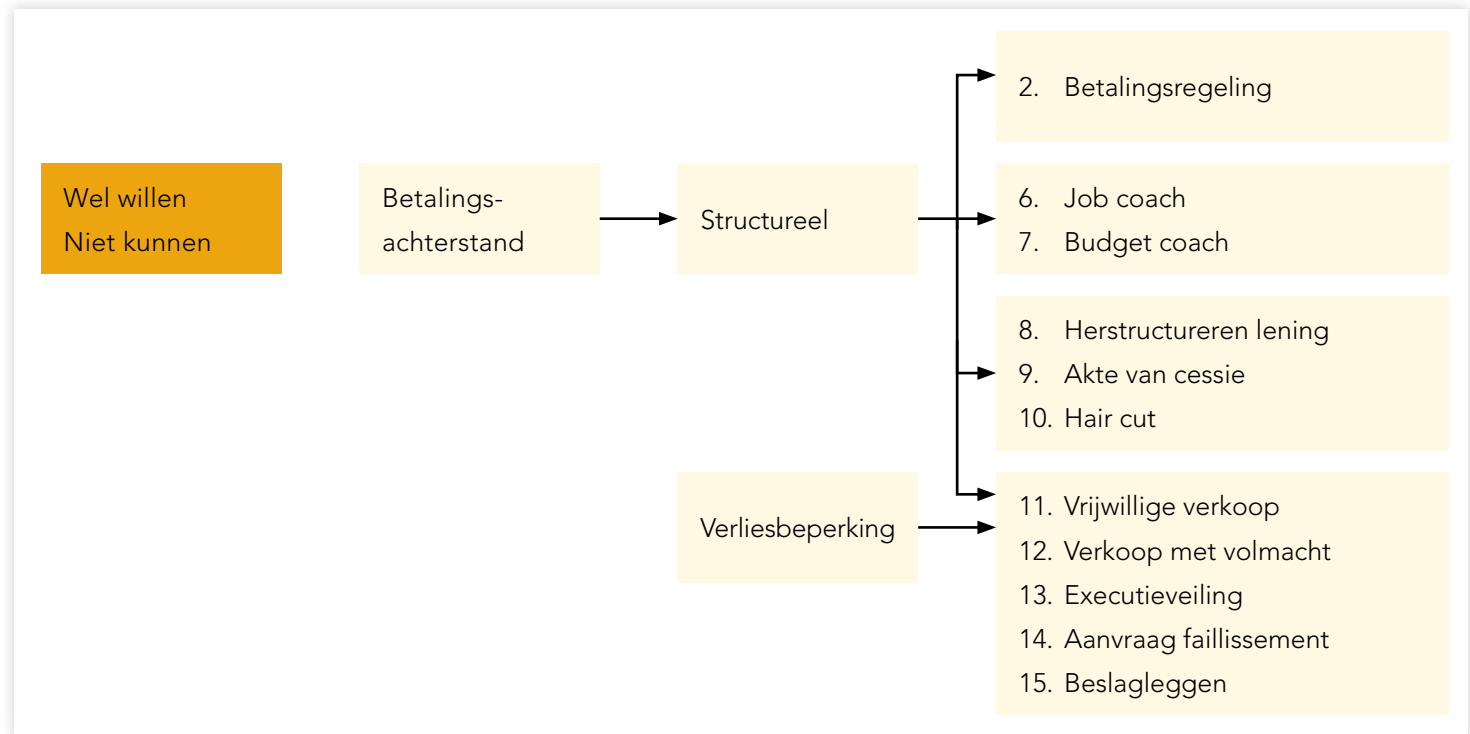 Wel willen
Niet kunnen
Betalings-
achterstand
Structureel
2. Betalingsregeling
6. Job coach
7. Budget coach
8. Herstructureren lening
9. Akte van cessie
10. Hair cut
Verliesbeperking
11. Vrijwillige verkoop
12. Verkoop met volmacht
13. Executieveiling
14. Aanvraag faillissement
15. Beslagleggen